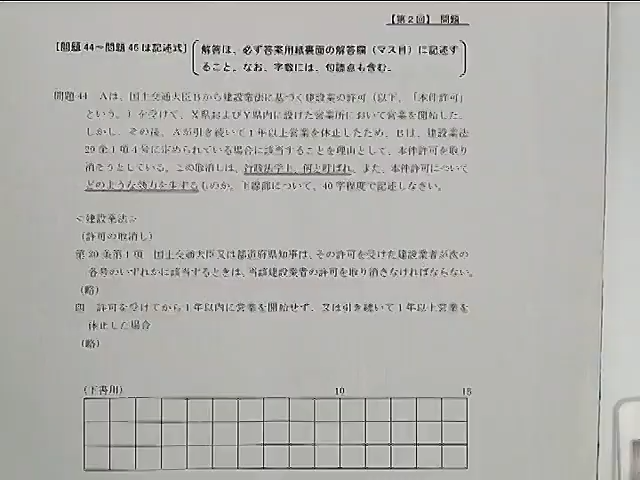 【第2回】 問題
[問題44～問題46は記述式] 解答は、必ず答案用紙裏面の解答欄（マス目）に記述す
ること。なお、字数には、句読点も含む。
問題44 Aは、国土交通大臣Bから建設業法に基づく建設業の許可（以下、「本件許可」
という。）を受けて、X県およびY県内に設けた営業所において営業を開始した。
しかし、その後、Aが引き続いて1年以上営業を休止したため、Bは、建設業法
29条1項4号に定められている場合に該当することを理由として、本件許可を取り
消そうとしている。この取消しは、行政法学上、何と呼ばれ、また、本件許可について
どのような効力を生ずるものか。下線部について、40字程度で記述しなさい。
＜建設業法＞
（許可の取消し）
第29条第1項 国土交通大臣又は都道府県知事は、その許可を受けた建設業者が次の
各号のいずれかに該当するときは、当該建設業者の許可を取り消さなければならない。
（略）
四 許可を受けてから1年以内に営業を開始せず、又は引き続いて1年以上営業を
休止した場合
（略）
（下書用） 10 15